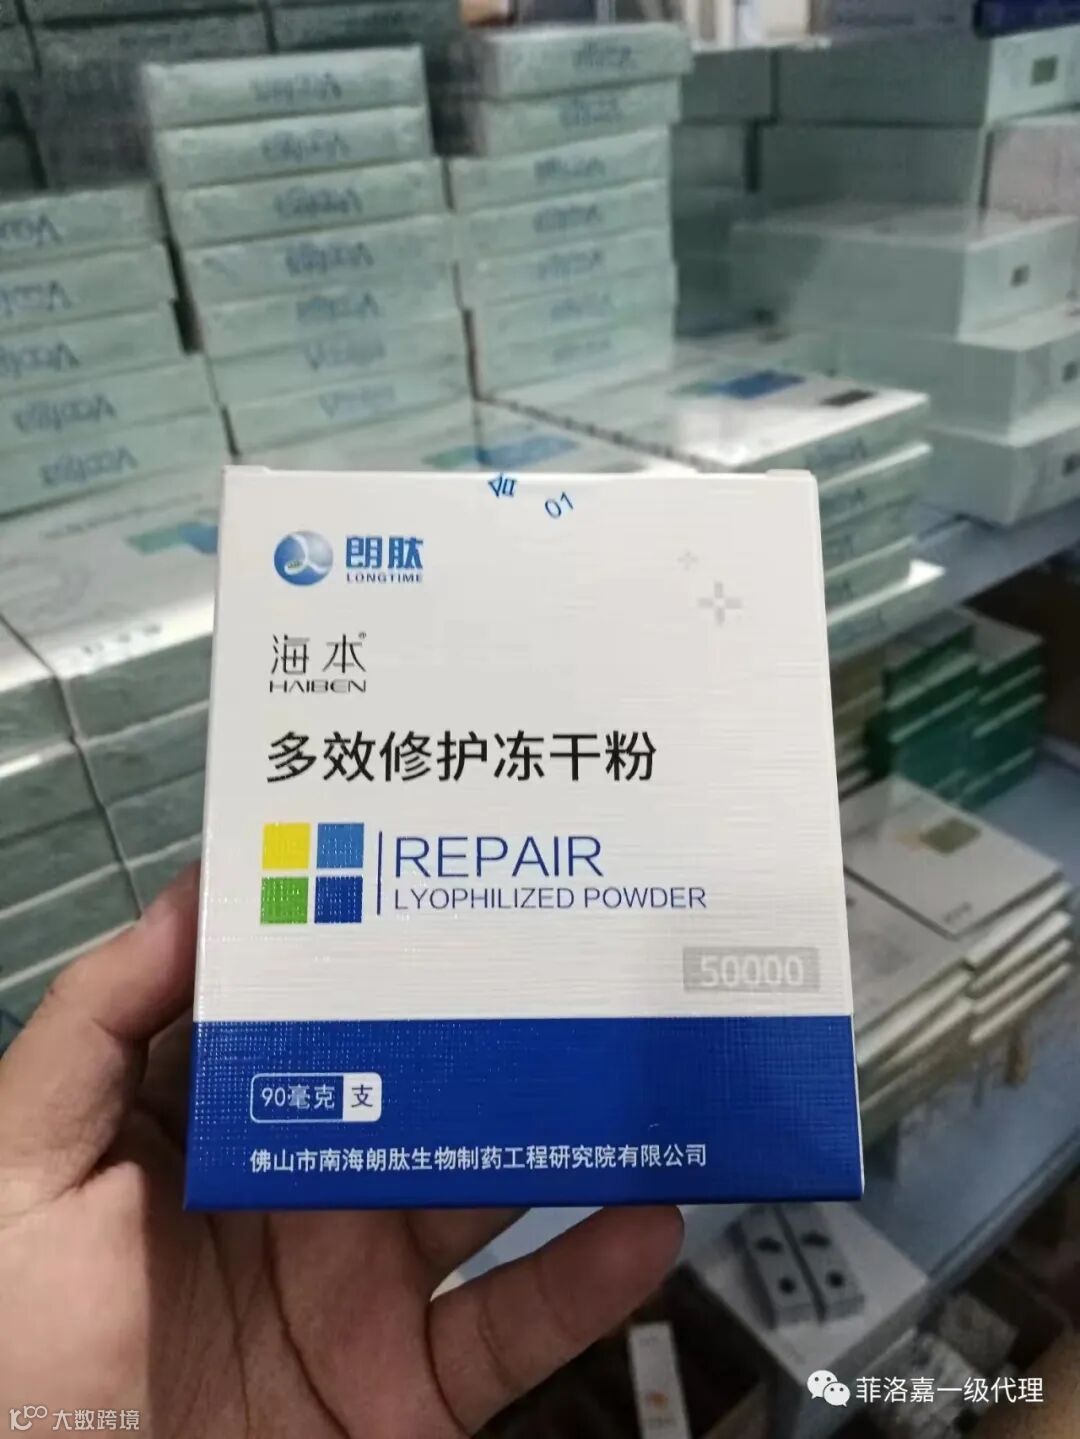 合 01
朗肽
LONGTIME
海本®
HAIBEN
多效修护冻干粉
REPAIR
LYOPHILIZED POWDER
50000
90毫克 支
佛山市南海朗肽生物制药工程研究院有限公司
菲洛嘉一级代理
大数跨境